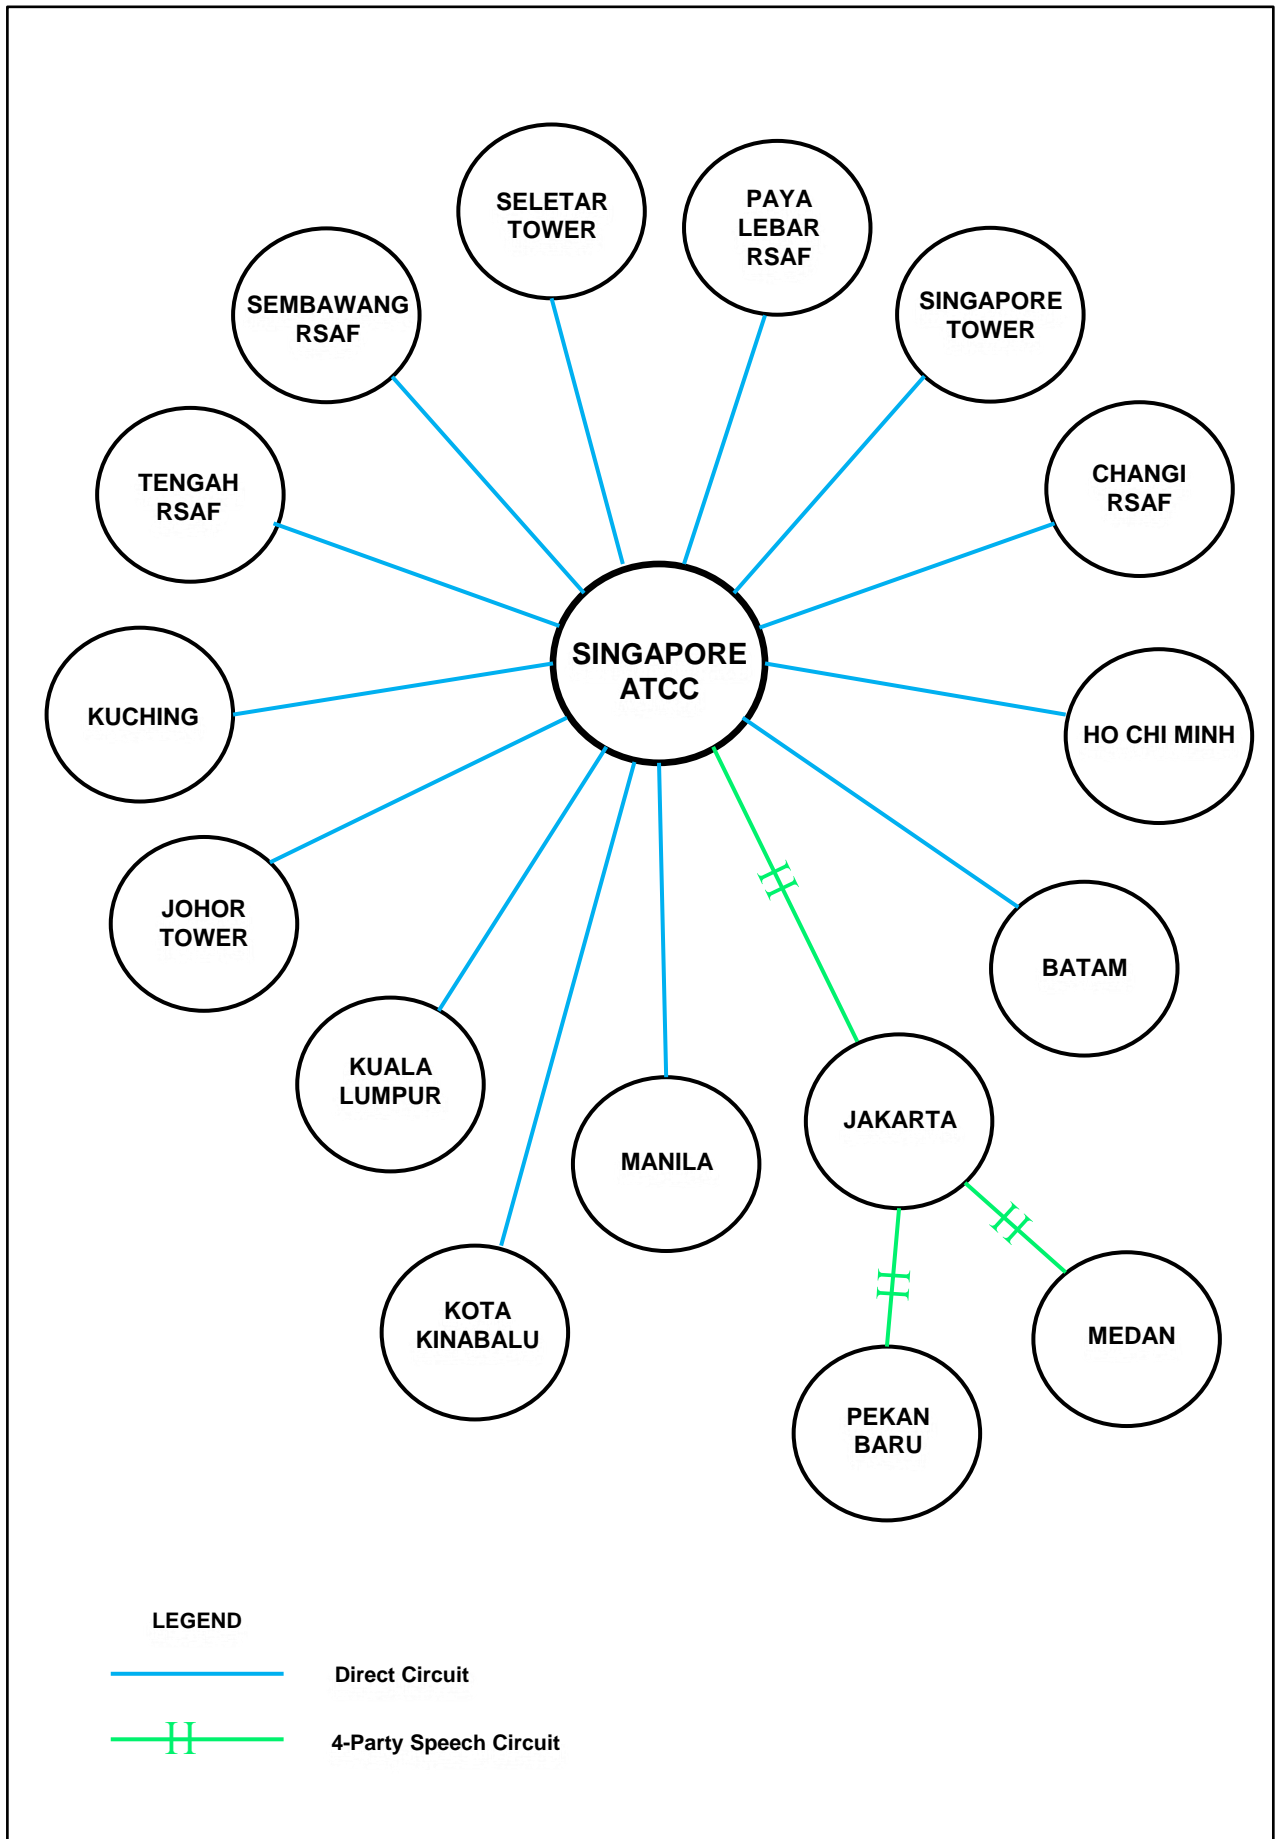 SELETAR
TOWER
PAYA
LEBAR
RSAF
SEMBAWANG
RSAF
SINGAPORE
TOWER
TENGAH
RSAF
CHANGI
RSAF
SINGAPORE
ATCC
KUCHING
HO CHI MINH
JOHOR
TOWER
BATAM
KUALA
LUMPUR
JAKARTA
MANILA
KOTA
KINABALU
MEDAN
PEKAN
BARU
LEGEND
Direct Circuit
4-Party Speech Circuit